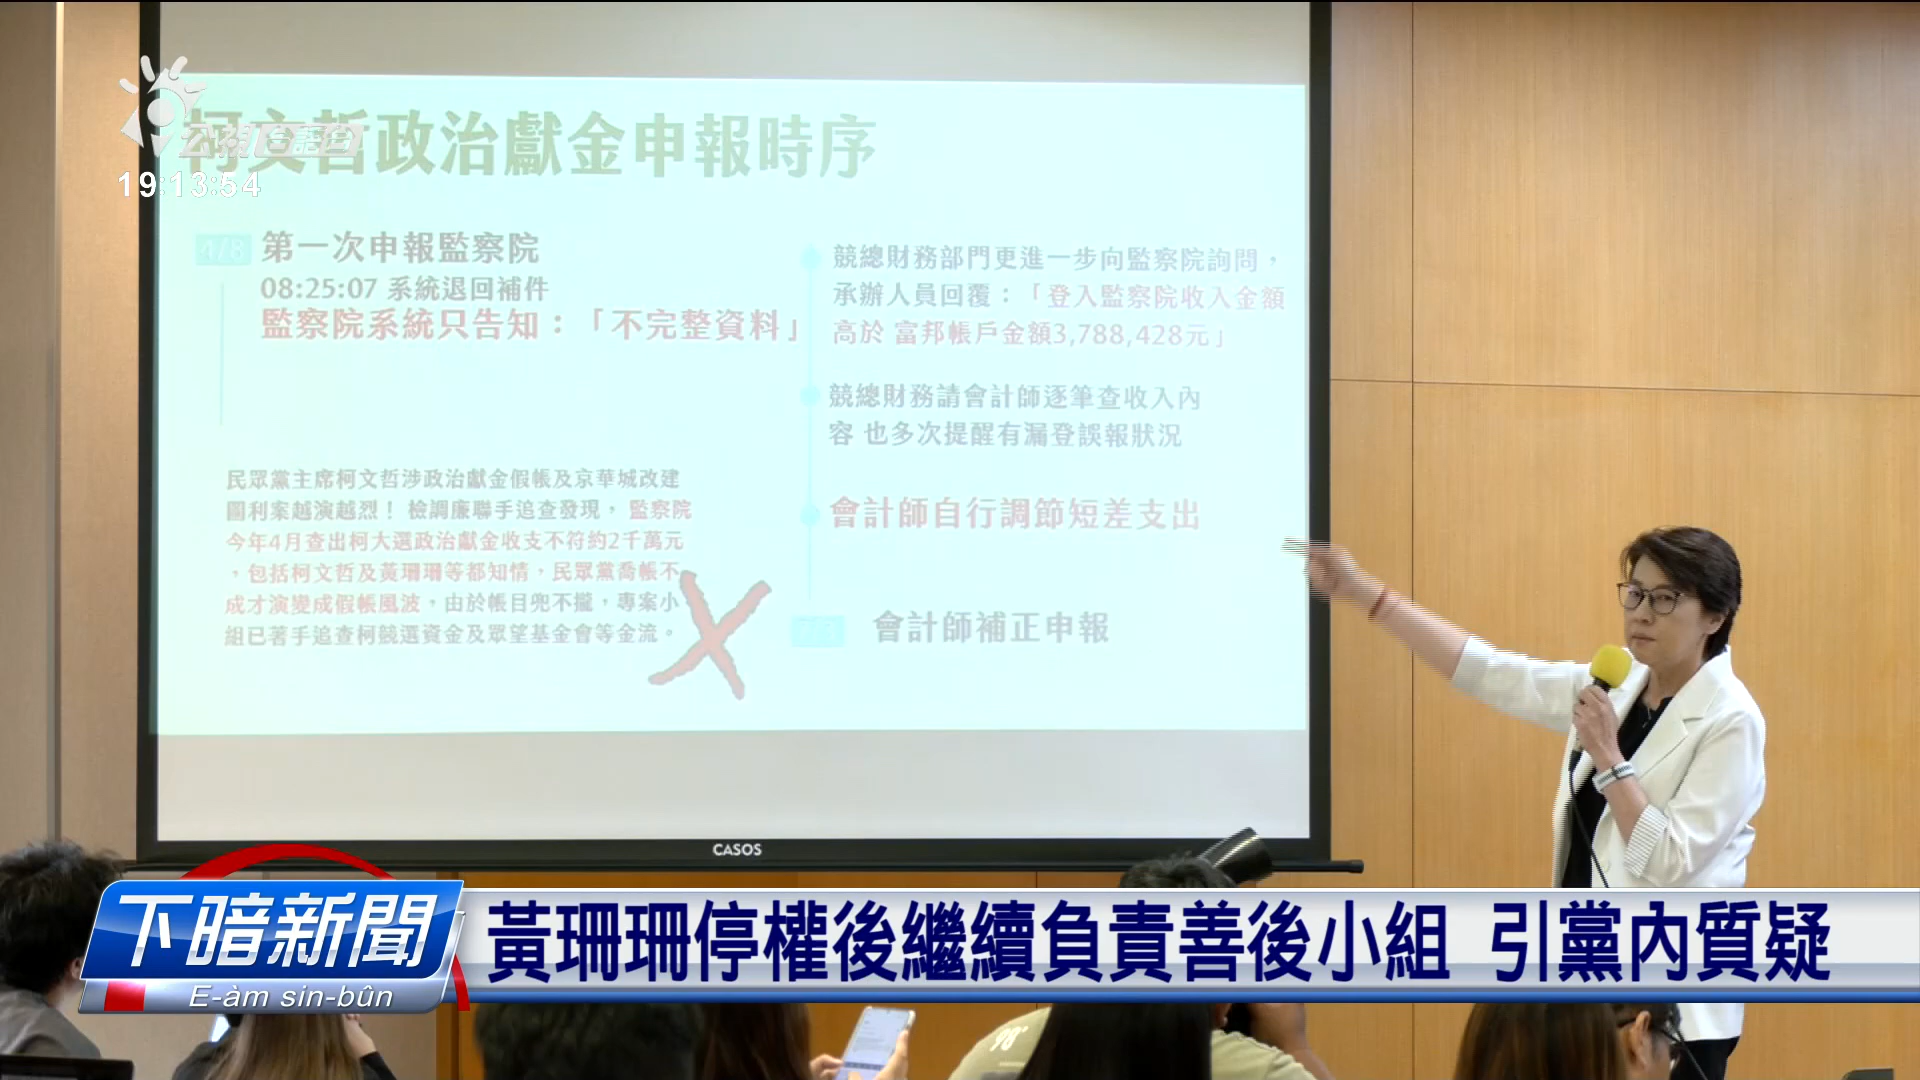 柯文哲政治獻金申報時序
公視台語台
19:13:54
4/8 第一次申報監察院
08:25:07 系統退回補件
監察院系統只告知：「不完整資料」
民眾黨主席柯文哲涉政治獻金假帳及京華城改建
圖利案越演越烈！檢調廉聯手追查發現，監察院
今年4月查出柯大選政治獻金收支不符約2千萬元
，包括柯文哲及黃珊珊等都知情，民眾黨喬帳不
成才演變成假帳風波，由於帳目兜不攏，專案小
組已著手追查柯競選資金及眾望基金會等金流。
競總財務部門更進一步向監察院詢問，
承辦人員回覆：「登入監察院收入金額
高於 富邦帳戶金額3,788,428元」
競總財務請會計師逐筆查收入內
容 也多次提醒有漏登誤報狀況
會計師自行調節短差支出
會計師補正申報
CASOS
下暗新聞
E-àm sin-bûn
黃珊珊停權後繼續負責善後小組 引黨內質疑